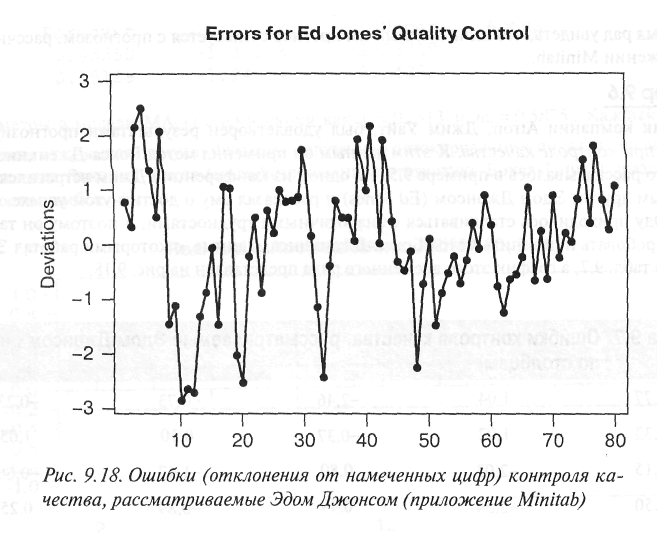 Errors for Ed Jones' Quality Control
3
2
1
0
−1
−2
−3
Deviations
10 20 30 40 50 60 70 80
Рис. 9.18. Ошибки (отклонения от намеченных цифр) контроля ка-
чества, рассматриваемые Эдом Джонсом (приложение Minitab)